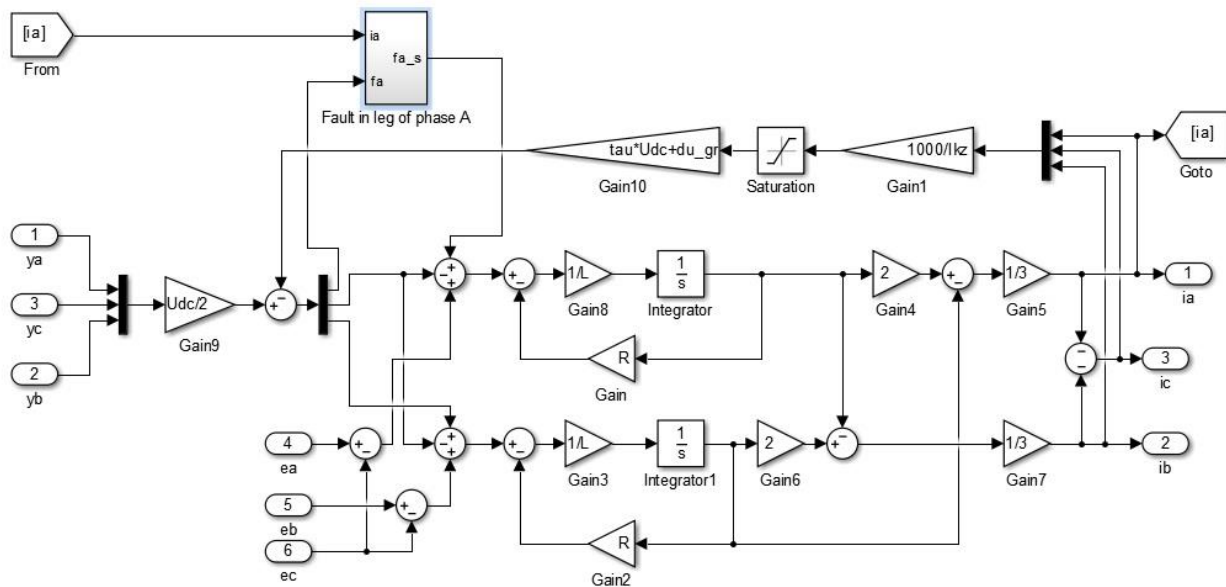 [ia]
From
ia
fa_s
fa
Fault in leg of phase A
tau*Udc+du_gr
Gain10
Saturation
1000/Ikz
Gain1
[ia]
Goto
1
ya
3
yc
2
yb
Udc/2
Gain9
1/L
Gain8
1
s
Integrator
2
Gain4
1/3
Gain5
1
ia
R
Gain
3
ic
4
ea
1/L
Gain3
1
s
Integrator1
2
Gain6
1/3
Gain7
2
ib
5
eb
6
ec
R
Gain2